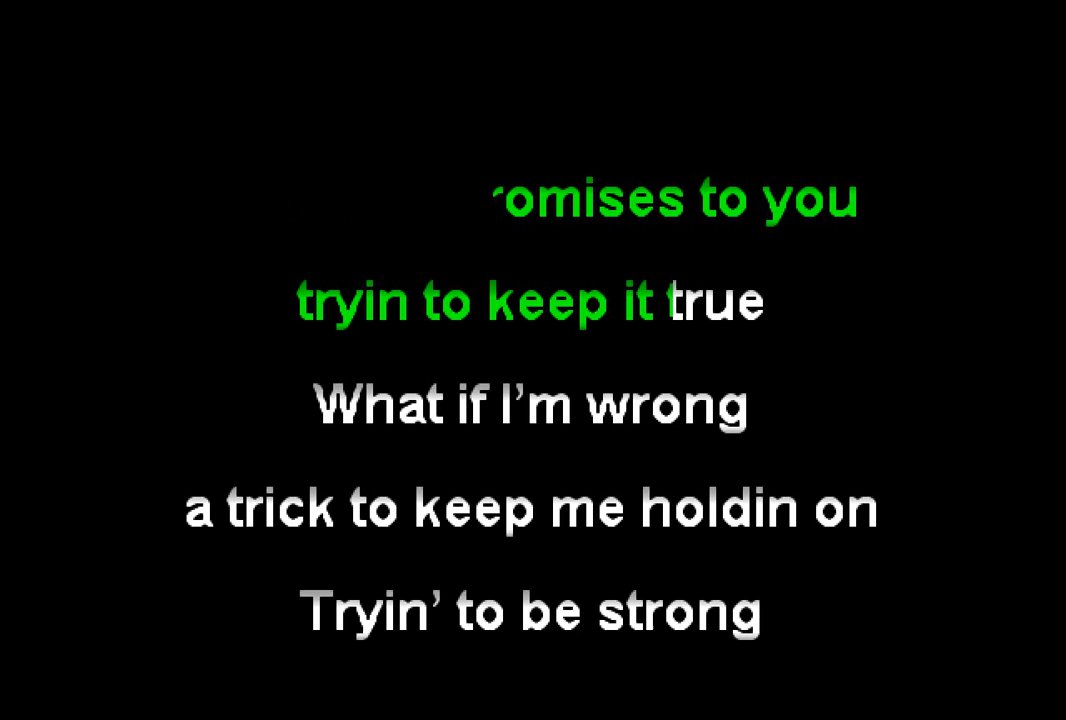 romises to you
tryin to keep it true
What if I’m wrong
a trick to keep me holdin on
Tryin’ to be strong